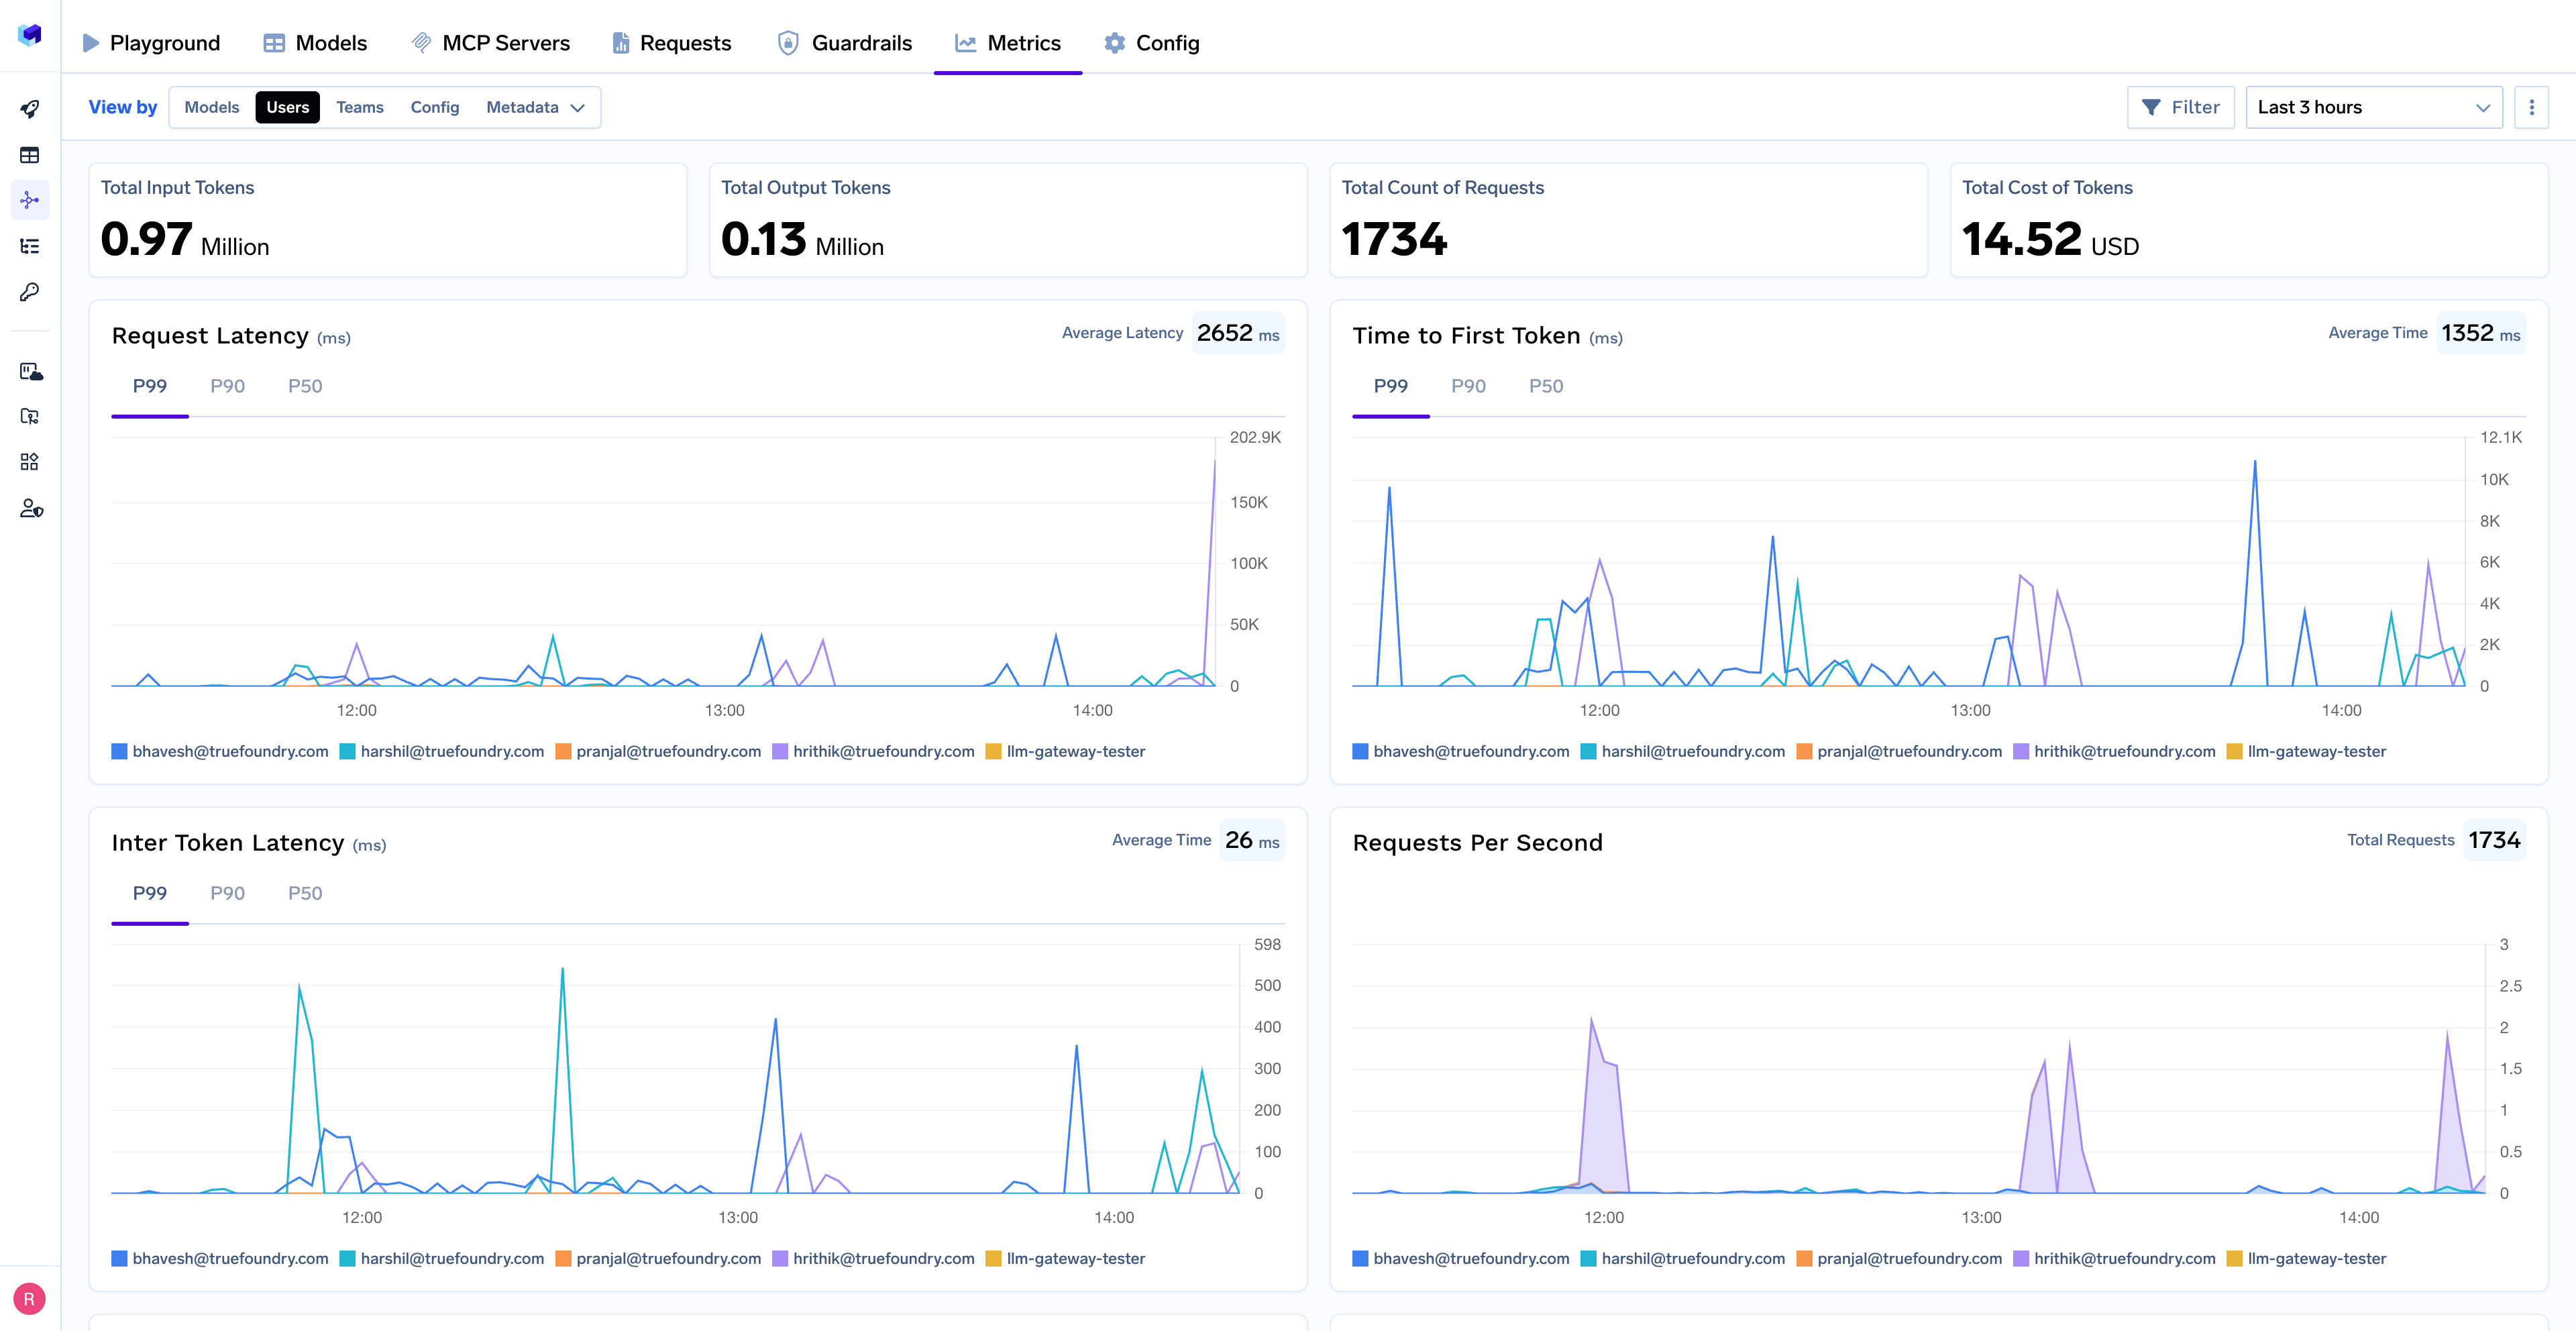 Playground Models MCP Servers Requests Guardrails Metrics Config
View by Models Users Teams Config Metadata Filter Last 3 hours
Total Input Tokens
0.97 Million
Total Output Tokens
0.13 Million
Total Count of Requests
1734
Total Cost of Tokens
14.52 USD
Request Latency (ms) Average Latency 2652 ms
P99 P90 P50
202.9K
150K
100K
50K
0
12:00 13:00 14:00
bhavesh@truefoundry.com harshil@truefoundry.com pranjal@truefoundry.com hrithik@truefoundry.com llm-gateway-tester
Time to First Token (ms) Average Time 1352 ms
P99 P90 P50
12.1K
10K
8K
6K
4K
2K
0
12:00 13:00 14:00
bhavesh@truefoundry.com harshil@truefoundry.com pranjal@truefoundry.com hrithik@truefoundry.com llm-gateway-tester
Inter Token Latency (ms) Average Time 26 ms
P99 P90 P50
598
500
400
300
200
100
0
12:00 13:00 14:00
bhavesh@truefoundry.com harshil@truefoundry.com pranjal@truefoundry.com hrithik@truefoundry.com llm-gateway-tester
Requests Per Second Total Requests 1734
3
2.5
2
1.5
1
0.5
0
12:00 13:00 14:00
bhavesh@truefoundry.com harshil@truefoundry.com pranjal@truefoundry.com hrithik@truefoundry.com llm-gateway-tester
R